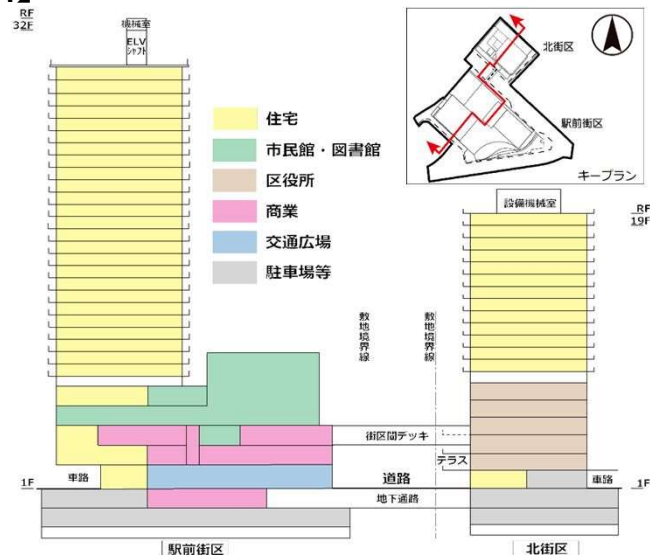 RF
32F
機械室
ELV
シャフト
住宅
市民館・図書館
区役所
商業
交通広場
駐車場等
北街区
駅前街区
キープラン
設備機械室
RF
19F
敷地境界線
敷地境界線
街区間デッキ
テラス
車路
道路
車路
1F
1F
地下通路
駅前街区
北街区